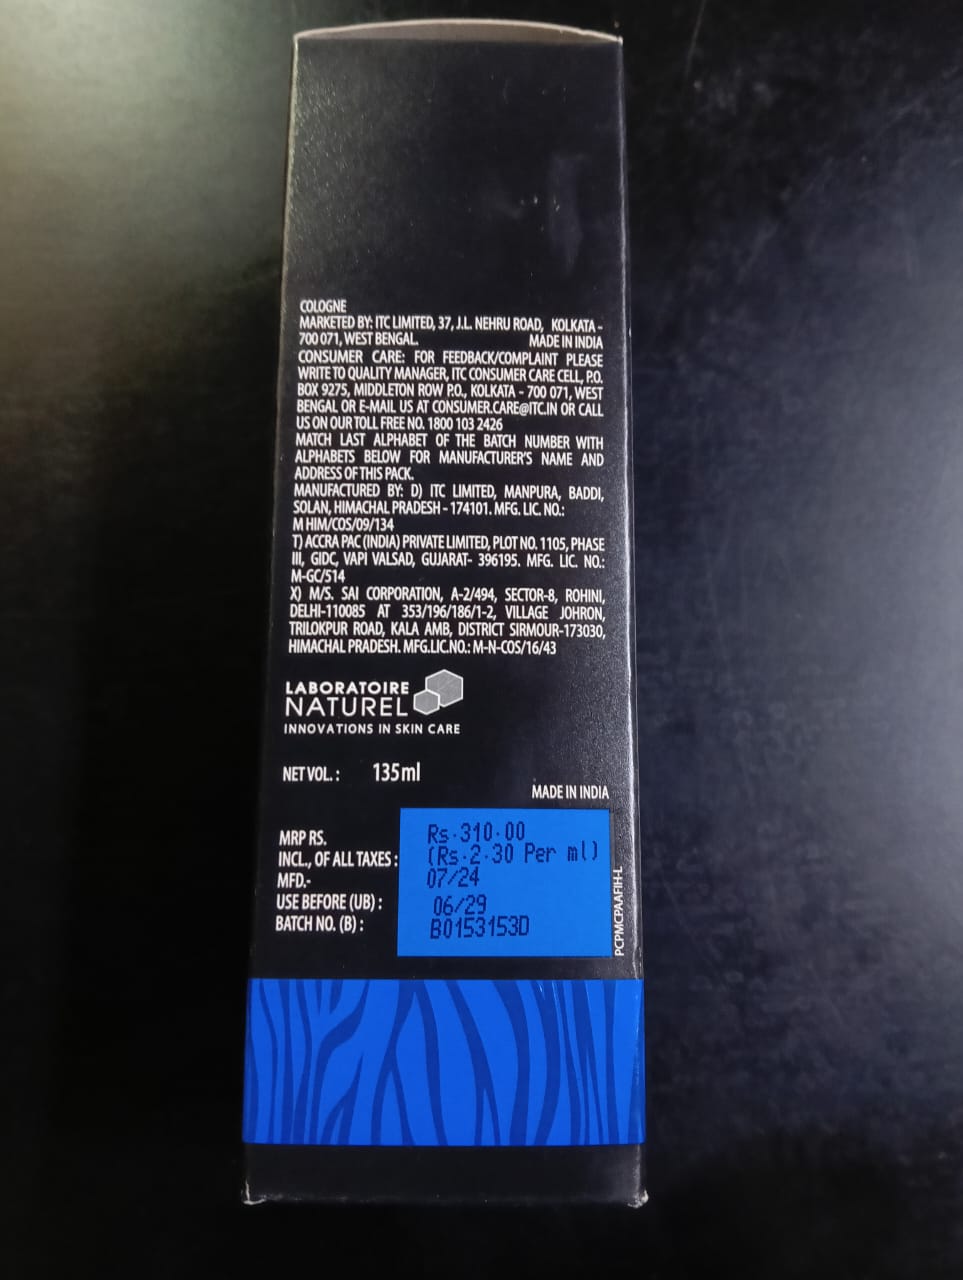 COLOGNE
MARKETED BY: ITC LIMITED, 37, J.L. NEHRU ROAD, KOLKATA -
700 071, WEST BENGAL. MADE IN INDIA
CONSUMER CARE: FOR FEEDBACK/COMPLAINT PLEASE
WRITE TO QUALITY MANAGER, ITC CONSUMER CARE CELL, P.O.
BOX 9275, MIDDLETON ROW P.O., KOLKATA - 700 071, WEST
BENGAL OR E-MAIL US AT CONSUMER.CARE@ITC.IN OR CALL
US ON OUR TOLL FREE NO. 1800 103 2426
MATCH LAST ALPHABET OF THE BATCH NUMBER WITH
ALPHABETS BELOW FOR MANUFACTURER'S NAME AND
ADDRESS OF THIS PACK.
MANUFACTURED BY: D) ITC LIMITED, MANPURA, BADDI,
SOLAN, HIMACHAL PRADESH - 174101. MFG. LIC. NO.:
M HIM/COS/09/134
T) ACCRA PAC (INDIA) PRIVATE LIMITED, PLOT NO. 1105, PHASE
III, GIDC, VAPI VALSAD, GUJARAT- 396195. MFG. LIC. NO.:
M-GC/514
X) M/S. SAI CORPORATION, A-2/494, SECTOR-8, ROHINI,
DELHI-110085 AT 353/196/186/1-2, VILLAGE JOHRON,
TRILOKPUR ROAD, KALA AMB, DISTRICT SIRMOUR-173030,
HIMACHAL PRADESH. MFG.LIC.NO.: M-N-COS/16/43
LABORATOIRE
NATUREL
INNOVATIONS IN SKIN CARE
NET VOL. : 135ml
MADE IN INDIA
MRP RS. Rs.310.00
INCL., OF ALL TAXES : (Rs.2.30 Per ml)
MFD.- 07/24
USE BEFORE (UB) : 06/29
BATCH NO. (B) : B0153153D
PCPMCPAAFIH-L